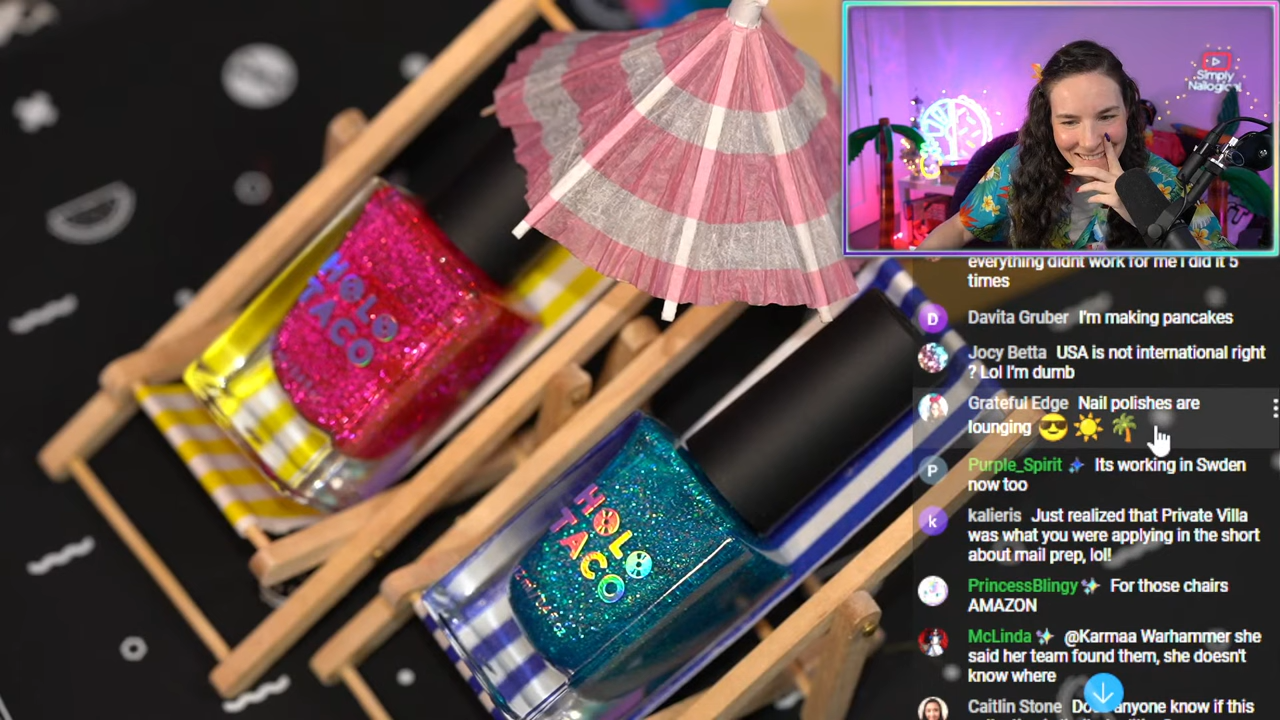 Simply
Nailogical
HOLO
TACO
HOLO
TACO
everything didnt work for me I did it 5
times
D Davita Gruber I'm making pancakes
Jocy Betta USA is not international right
? Lol I'm dumb
Grateful Edge Nail polishes are
lounging 😎☀️🌴
P Purple_Spirit Its working in Swden
now too
k kalieris Just realized that Private Villa
was what you were applying in the short
about mail prep, lol!
PrincessBlingy For those chairs
AMAZON
McLinda @Karmaa Warhammer she
said her team found them, she doesn't
know where
Caitlin Stone anyone know if this